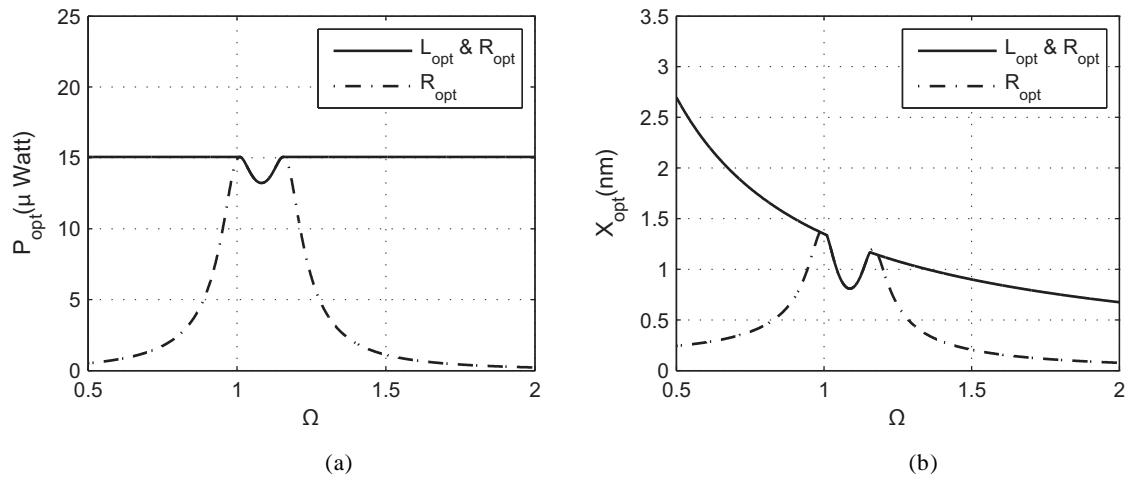 25
20
15
10
5
0
P_opt(μ Watt)
L_opt & R_opt
R_opt
0.5 1 1.5 2
Ω
(a)
3.5
3
2.5
2
1.5
1
0.5
0
X_opt(nm)
L_opt & R_opt
R_opt
0.5 1 1.5 2
Ω
(b)